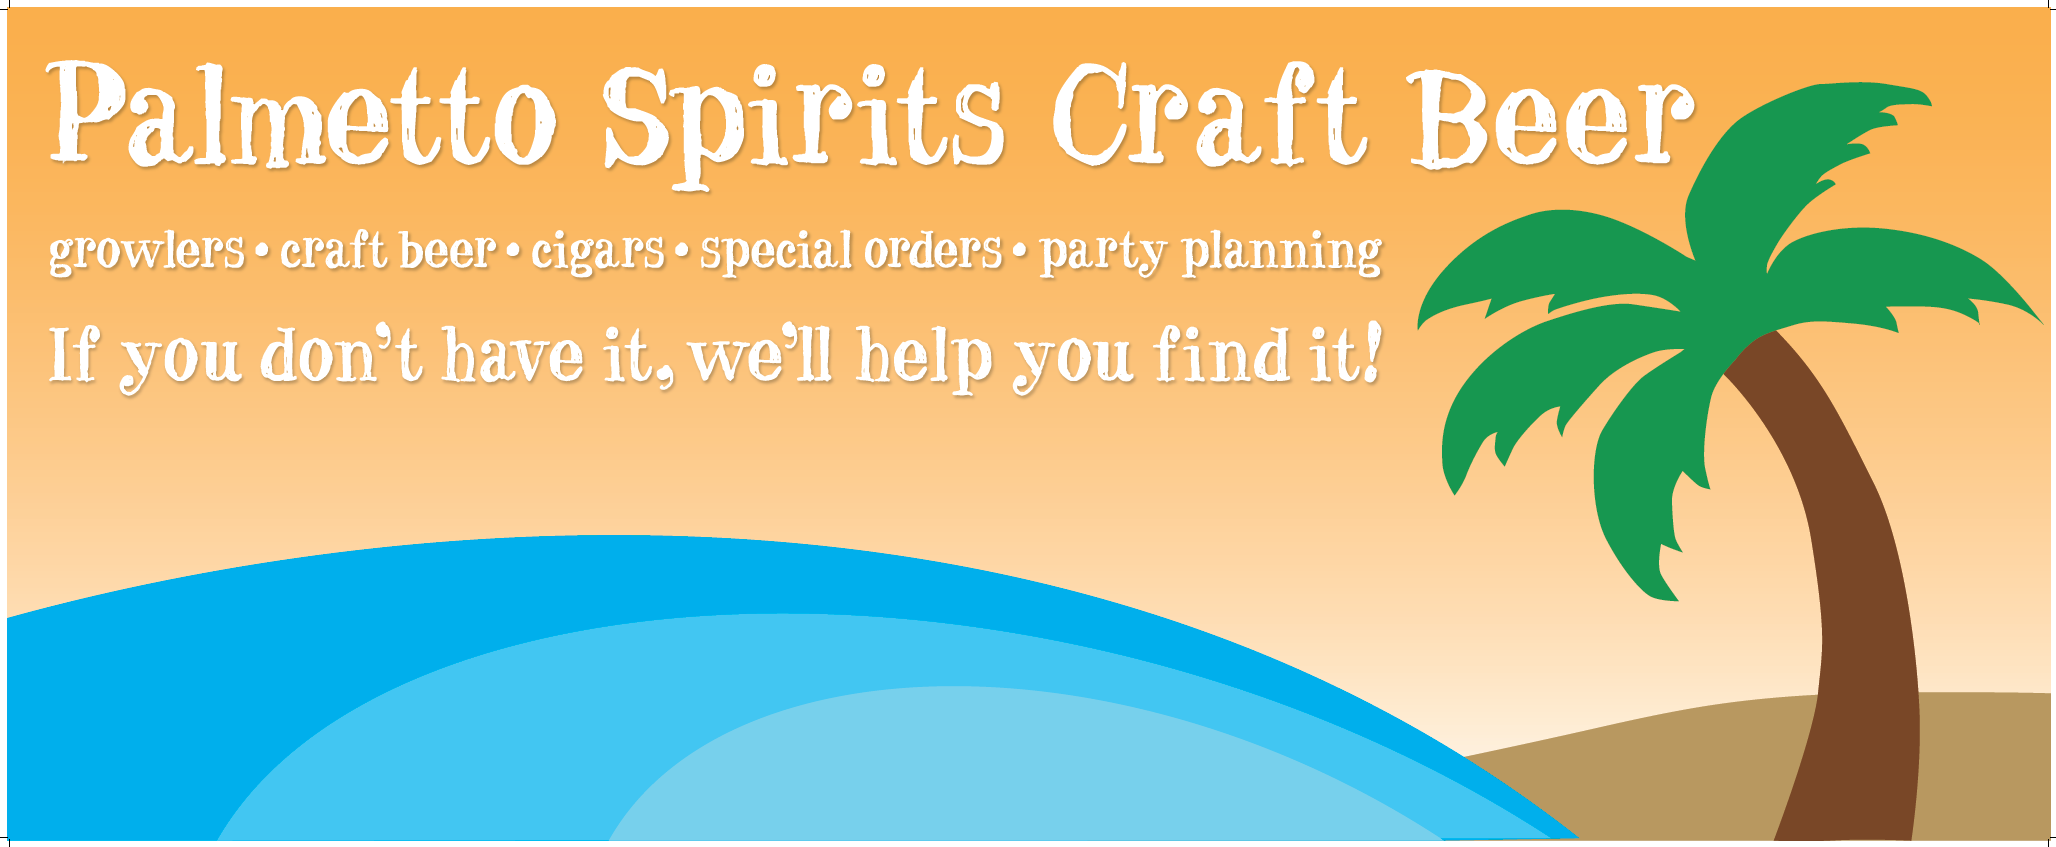 Palmetto Spirits Craft Beer
growlers • craft beer • cigars • special orders • party planning
If you don't have it, we'll help you find it!